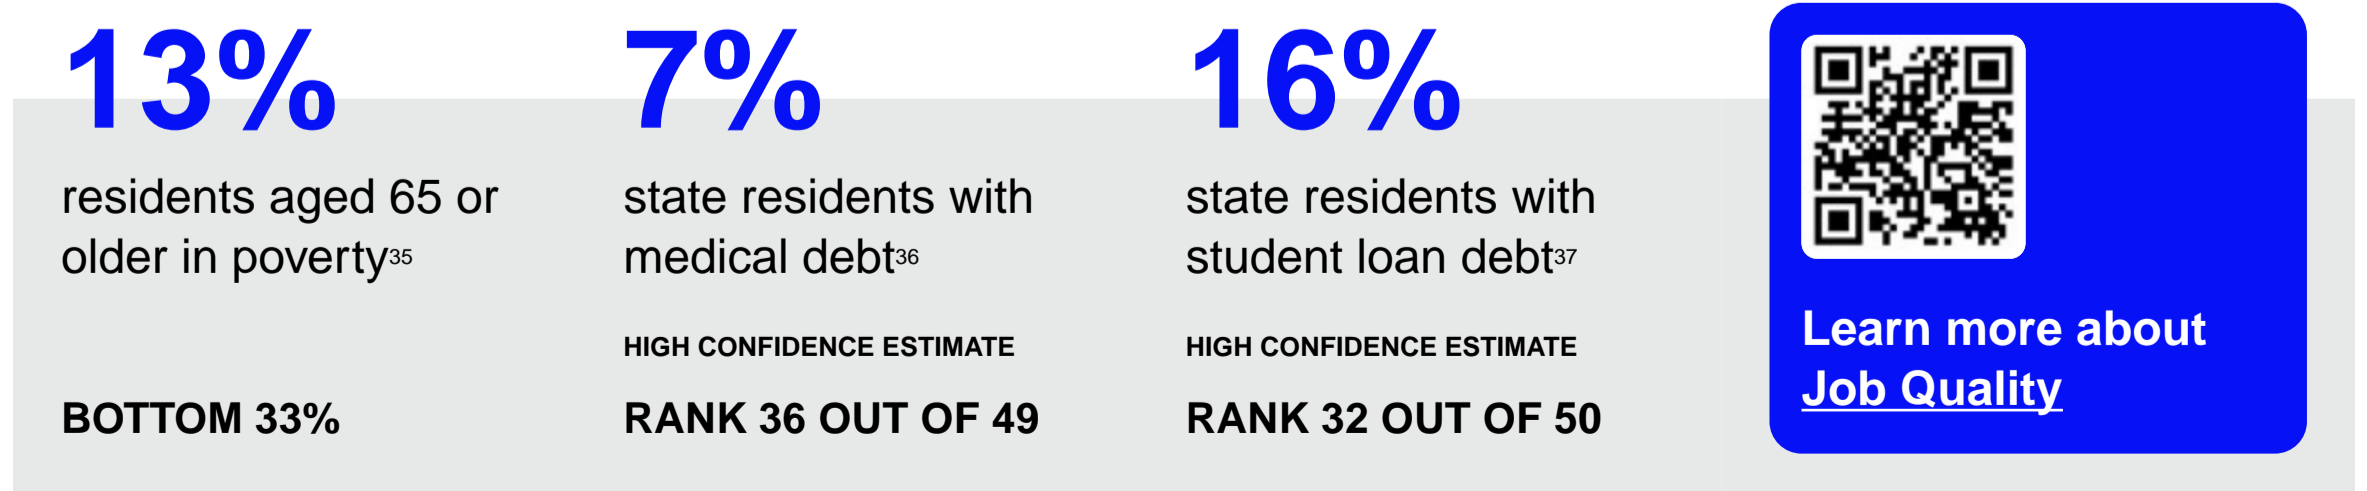 13%
residents aged 65 or
older in poverty35
BOTTOM 33%
7%
state residents with
medical debt36
HIGH CONFIDENCE ESTIMATE
RANK 36 OUT OF 49
16%
state residents with
student loan debt37
HIGH CONFIDENCE ESTIMATE
RANK 32 OUT OF 50
Learn more about
Job Quality